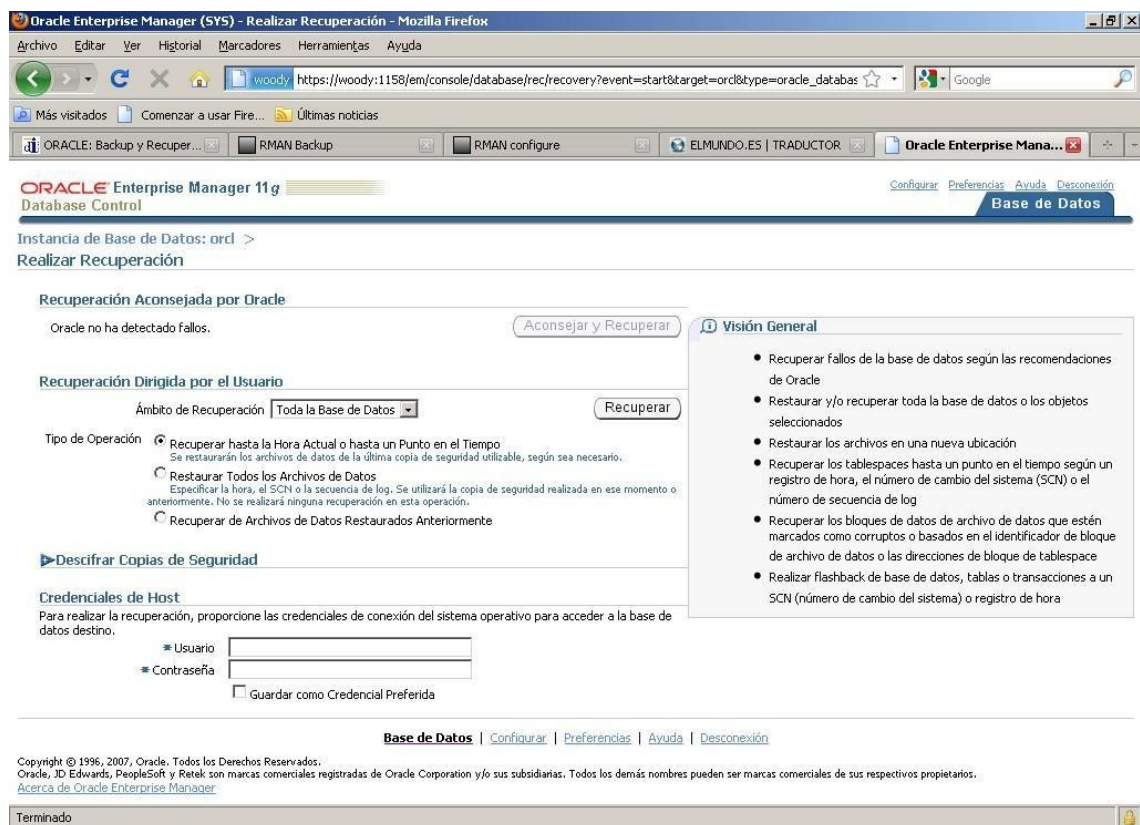 Oracle Enterprise Manager (SYS) - Realizar Recuperación - Mozilla Firefox
Archivo Editar Ver Historial Marcadores Herramientas Ayuda
woody https://woody:1158/em/console/database/rec/recovery?event=start&target=orcl&type=oracle_databas Google
Más visitados Comenzar a usar Fire... Últimas noticias
ORACLE: Backup y Recuper... RMAN Backup RMAN configure ELMUNDO.ES | TRADUCTOR Oracle Enterprise Mana...
ORACLE Enterprise Manager 11g
Database Control
Configurar Preferencias Ayuda Desconexión
Base de Datos
Instancia de Base de Datos: orcl >
Realizar Recuperación
Recuperación Aconsejada por Oracle
Oracle no ha detectado fallos. Aconsejar y Recuperar
Recuperación Dirigida por el Usuario
Ámbito de Recuperación Toda la Base de Datos Recuperar
Tipo de Operación Recuperar hasta la Hora Actual o hasta un Punto en el Tiempo
Se restaurarán los archivos de datos de la última copia de seguridad utilizable, según sea necesario.
Restaurar Todos los Archivos de Datos
Especificar la hora, el SCN o la secuencia de log. Se utilizará la copia de seguridad realizada en ese momento o
anteriormente. No se realizará ninguna recuperación en esta operación.
Recuperar de Archivos de Datos Restaurados Anteriormente
Descifrar Copias de Seguridad
Credenciales de Host
Para realizar la recuperación, proporcione las credenciales de conexión del sistema operativo para acceder a la base de
datos destino.
* Usuario
* Contraseña
Guardar como Credencial Preferida
Visión General
Recuperar fallos de la base de datos según las recomendaciones
de Oracle
Restaurar y/o recuperar toda la base de datos o los objetos
seleccionados
Restaurar los archivos en una nueva ubicación
Recuperar los tablespaces hasta un punto en el tiempo según un
registro de hora, el número de cambio del sistema (SCN) o el
número de secuencia de log
Recuperar los bloques de datos de archivo de datos que estén
marcados como corruptos o basados en el identificador de bloque
de archivo de datos o las direcciones de bloque de tablespace
Realizar flashback de base de datos, tablas o transacciones a un
SCN (número de cambio del sistema) o registro de hora
Base de Datos | Configurar | Preferencias | Ayuda | Desconexión
Copyright © 1996, 2007, Oracle. Todos los Derechos Reservados.
Oracle, JD Edwards, PeopleSoft y Retek son marcas comerciales registradas de Oracle Corporation y/o sus subsidiarias. Todos los demás nombres pueden ser marcas comerciales de sus respectivos propietarios.
Acerca de Oracle Enterprise Manager
Terminado